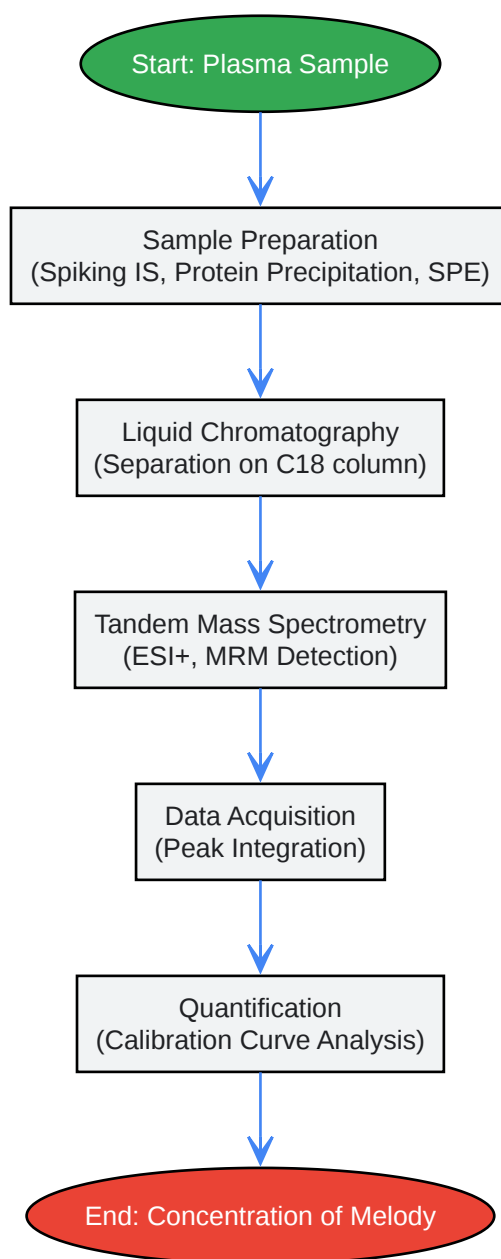 Start: Plasma Sample
Sample Preparation
(Spiking IS, Protein Precipitation, SPE)
Liquid Chromatography
(Separation on C18 column)
Tandem Mass Spectrometry
(ESI+, MRM Detection)
Data Acquisition
(Peak Integration)
Quantification
(Calibration Curve Analysis)
End: Concentration of Melody